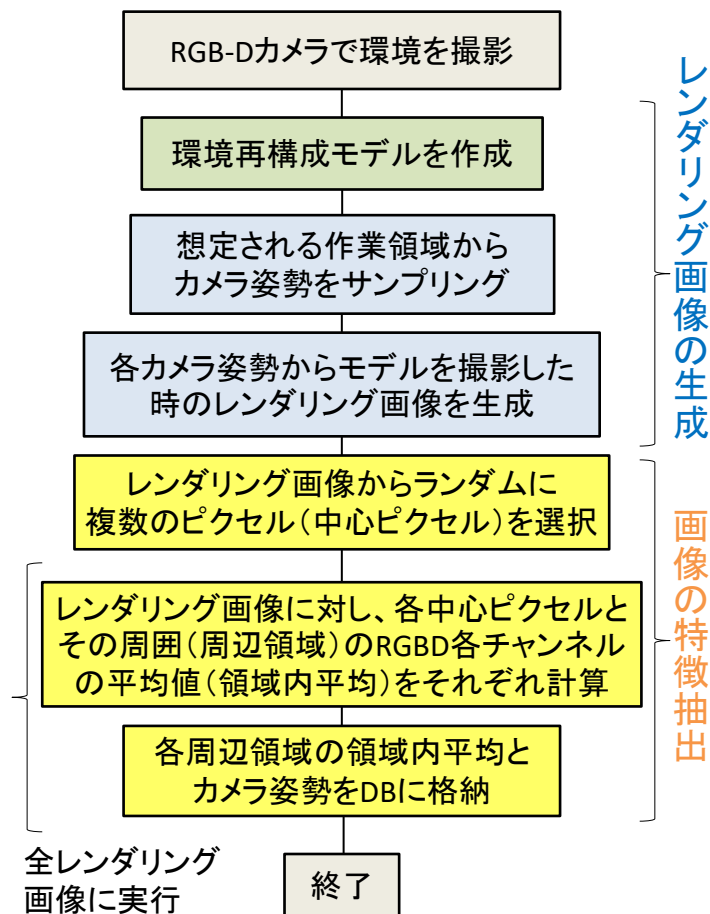 RGB-Dカメラで環境を撮影
環境再構成モデルを作成
想定される作業領域から
カメラ姿勢をサンプリング
各カメラ姿勢からモデルを撮影した
時のレンダリング画像を生成
レンダリング画像の生成
レンダリング画像からランダムに
複数のピクセル（中心ピクセル）を選択
レンダリング画像に対し、各中心ピクセルと
その周囲（周辺領域）のRGBD各チャンネル
の平均値（領域内平均）をそれぞれ計算
各周辺領域の領域内平均と
カメラ姿勢をDBに格納
画像の特徴抽出
全レンダリング
画像に実行
終了